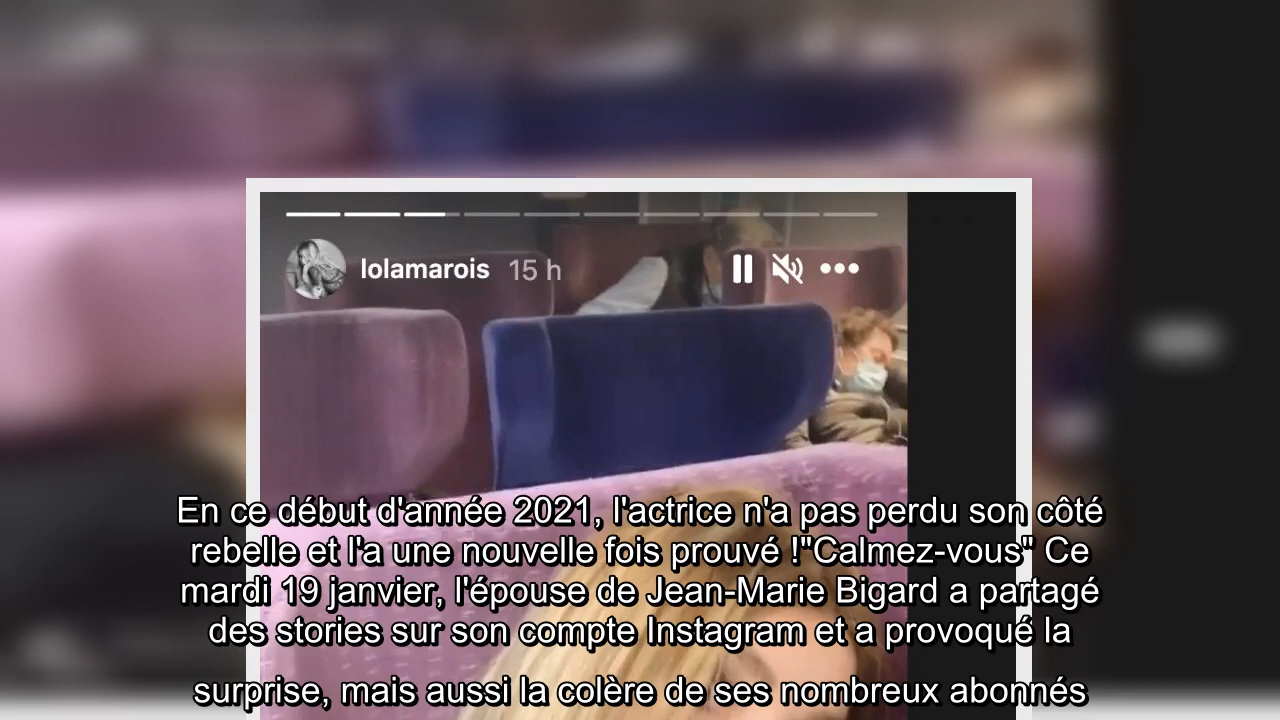 lolamarois 15 h
En ce début d'année 2021, l'actrice n'a pas perdu son côté
rebelle et l'a une nouvelle fois prouvé !"Calmez-vous" Ce
mardi 19 janvier, l'épouse de Jean-Marie Bigard a partagé
des stories sur son compte Instagram et a provoqué la
surprise, mais aussi la colère de ses nombreux abonnés